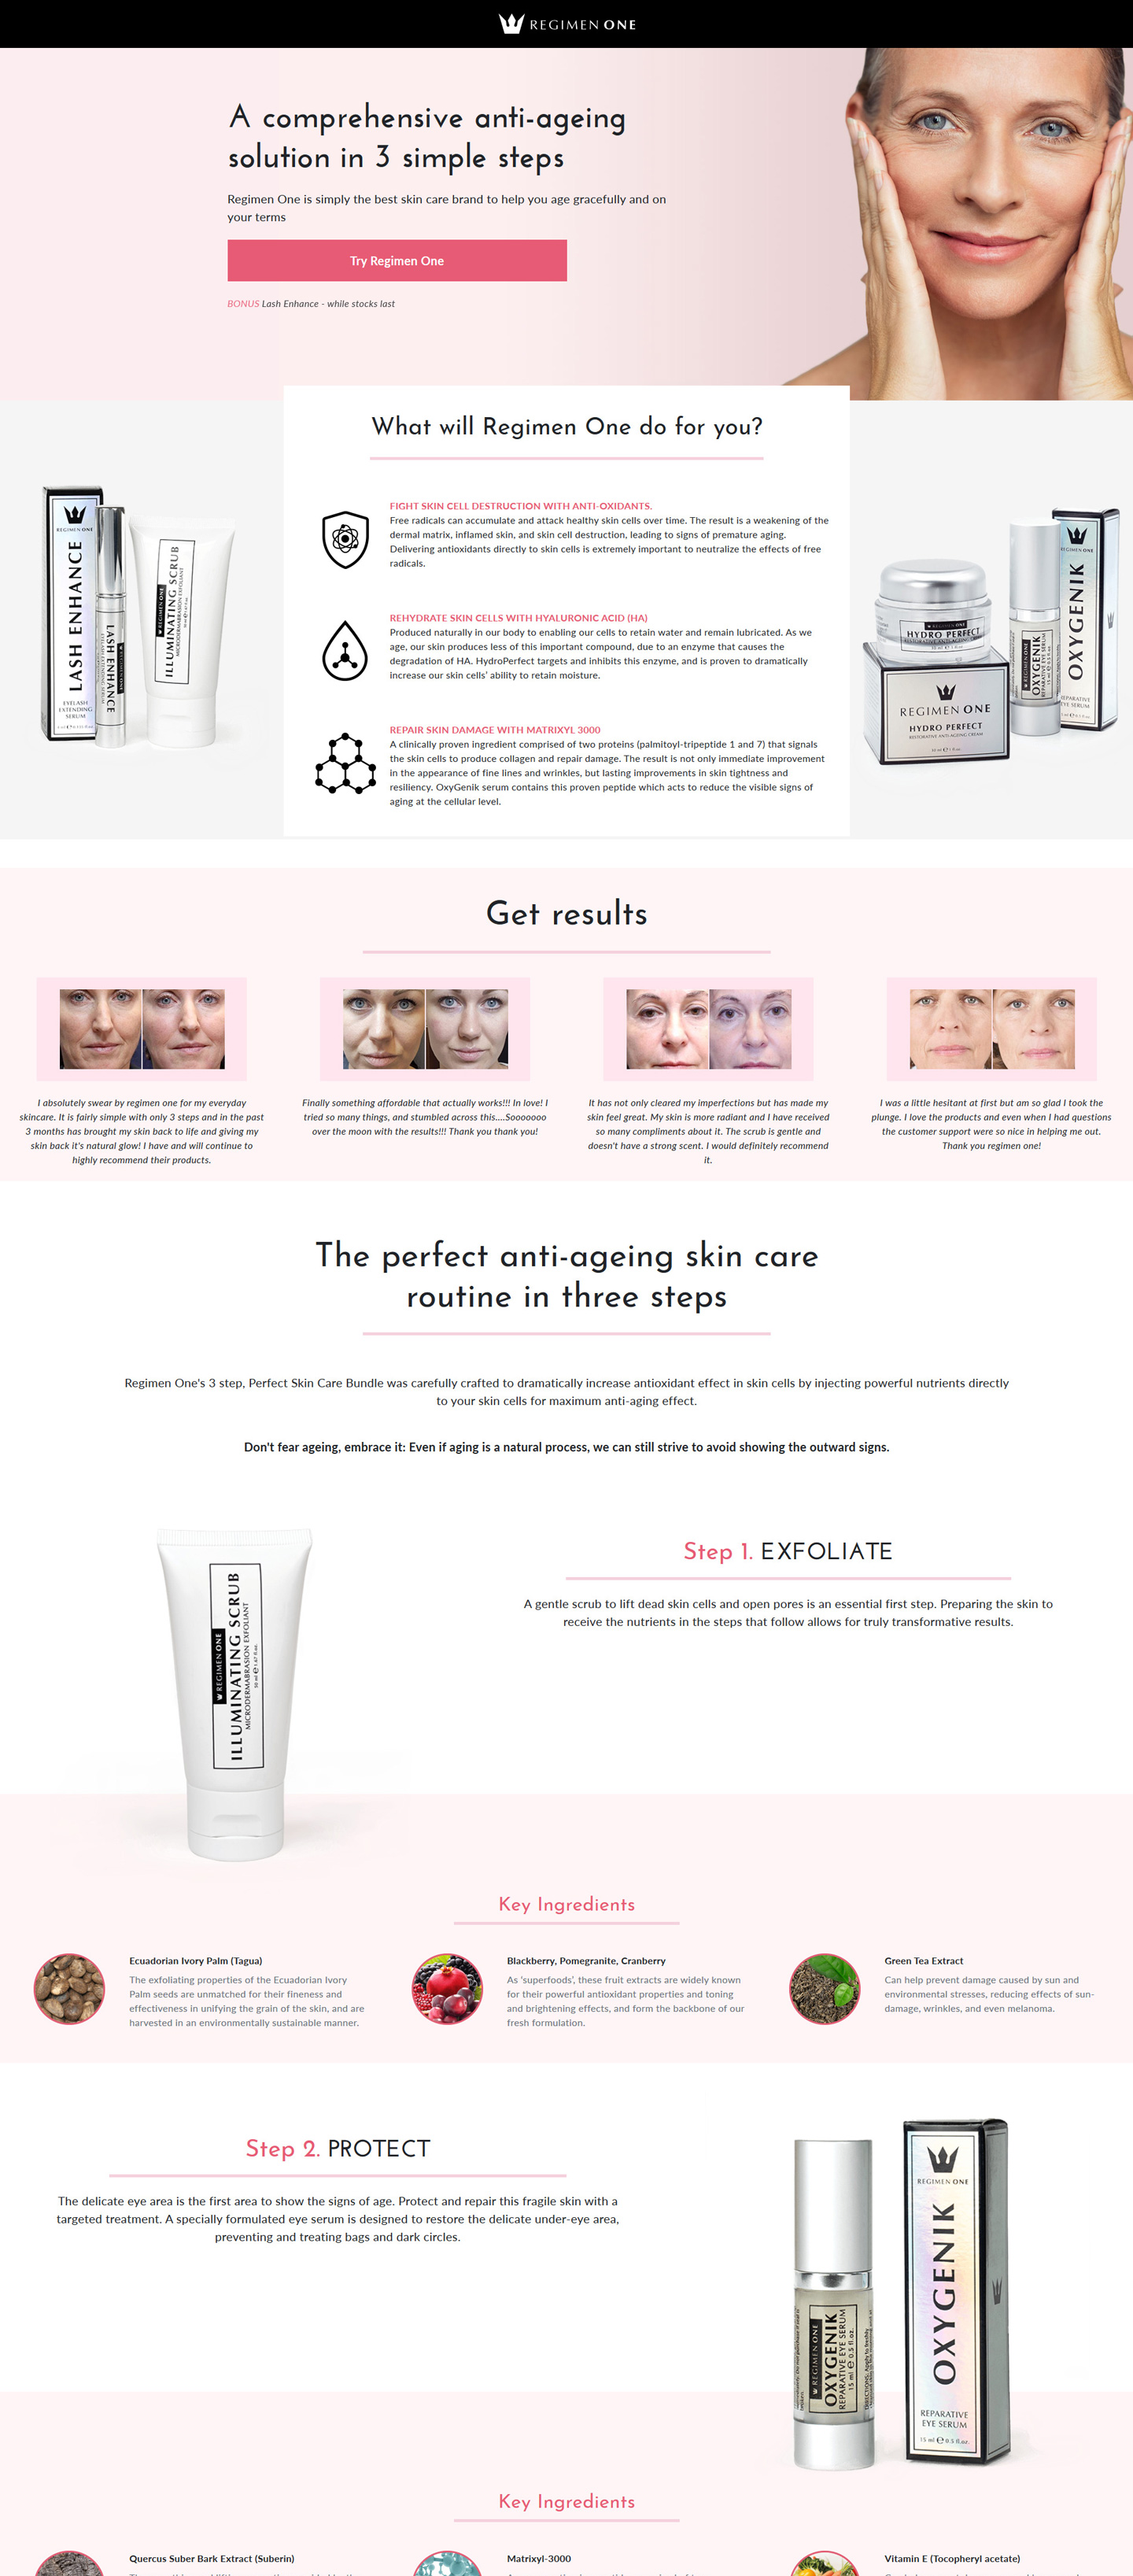 REGIMEN ONE
A comprehensive anti-ageing
solution in 3 simple steps
Regimen One is simply the best skin care brand to help you age gracefully and on
your terms
Try Regimen One
BONUS Lash Enhance - while stocks last
What will Regimen One do for you?
FIGHT SKIN CELL DESTRUCTION WITH ANTI-OXIDANTS.
Free radicals can accumulate and attack healthy skin cells over time. The result is a weakening of the
dermal matrix, inflamed skin, and skin cell destruction, leading to signs of premature aging.
Delivering antioxidants directly to skin cells is extremely important to neutralize the effects of free
radicals.
REHYDRATE SKIN CELLS WITH HYALURONIC ACID (HA)
Produced naturally in our body to enabling our cells to retain water and remain lubricated. As we
age, our skin produces less of this important compound, due to an enzyme that causes the
degradation of HA. HydroPerfect targets and inhibits this enzyme, and is proven to dramatically
increase our skin cells' ability to retain moisture.
REPAIR SKIN DAMAGE WITH MATRIXYL 3000
A clinically proven ingredient comprised of two proteins (palmitoyl-tripeptide 1 and 7) that signals
the skin cells to produce collagen and repair damage. The result is not only immediate improvement
in the appearance of fine lines and wrinkles, but lasting improvements in skin tightness and
resiliency. OxyGenik serum contains this proven peptide which acts to reduce the visible signs of
aging at the cellular level.
REGIMEN ONE
LASH ENHANCE
EYELASH
EXTENDING
SERUM
LASH ENHANCE
REGIMEN ONE
ILLUMINATING SCRUB
MICRODERMABRASION EXFOLIANT
HYDRO PERFECT
REGIMEN ONE
HYDRO PERFECT
RESTORATIVE ANTI-AGEING CREAM
REGIMEN ONE
OXYGENIK
REPARATIVE EYE SERUM
REGIMEN ONE
OXYGENIK
REPARATIVE
EYE SERUM
Get results
I absolutely swear by regimen one for my everyday
skincare. It is fairly simple with only 3 steps and in the past
3 months has brought my skin back to life and giving my
skin back it's natural glow! I have and will continue to
highly recommend their products.
Finally something affordable that actually works!!! In love! I
tried so many things, and stumbled across this....Sooooooo
over the moon with the results!!! Thank you thank you!
It has not only cleared my imperfections but has made my
skin feel great. My skin is more radiant and I have received
so many compliments about it. The scrub is gentle and
doesn't have a strong scent. I would definitely recommend
it.
I was a little hesitant at first but am so glad I took the
plunge. I love the products and even when I had questions
the customer support were so nice in helping me out.
Thank you regimen one!
The perfect anti-ageing skin care
routine in three steps
Regimen One's 3 step, Perfect Skin Care Bundle was carefully crafted to dramatically increase antioxidant effect in skin cells by injecting powerful nutrients directly
to your skin cells for maximum anti-aging effect.
Don't fear ageing, embrace it: Even if aging is a natural process, we can still strive to avoid showing the outward signs.
REGIMEN ONE
ILLUMINATING SCRUB
MICRODERMABRASION EXFOLIANT
50 ml ℮ 1.67 fl oz.
Step 1. EXFOLIATE
A gentle scrub to lift dead skin cells and open pores is an essential first step. Preparing the skin to
receive the nutrients in the steps that follow allows for truly transformative results.
Key Ingredients
Ecuadorian Ivory Palm (Tagua)
The exfoliating properties of the Ecuadorian Ivory
Palm seeds are unmatched for their fineness and
effectiveness in unifying the grain of the skin, and are
harvested in an environmentally sustainable manner.
Blackberry, Pomegranite, Cranberry
As 'superfoods', these fruit extracts are widely known
for their powerful antioxidant properties and toning
and brightening effects, and form the backbone of our
fresh formulation.
Green Tea Extract
Can help prevent damage caused by sun and
environmental stresses, reducing effects of sun-
damage, wrinkles, and even melanoma.
Step 2. PROTECT
The delicate eye area is the first area to show the signs of age. Protect and repair this fragile skin with a
targeted treatment. A specially formulated eye serum is designed to restore the delicate under-eye area,
preventing and treating bags and dark circles.
REGIMEN ONE
OXYGENIK
REPARATIVE EYE SERUM
15 ml ℮ 0.5 fl.oz.
REGIMEN ONE
OXYGENIK
REPARATIVE
EYE SERUM
15 ml ℮ 0.5 fl.oz.
Key Ingredients
Quercus Suber Bark Extract (Suberin)
Matrixyl-3000
Vitamin E (Tocopheryl acetate)